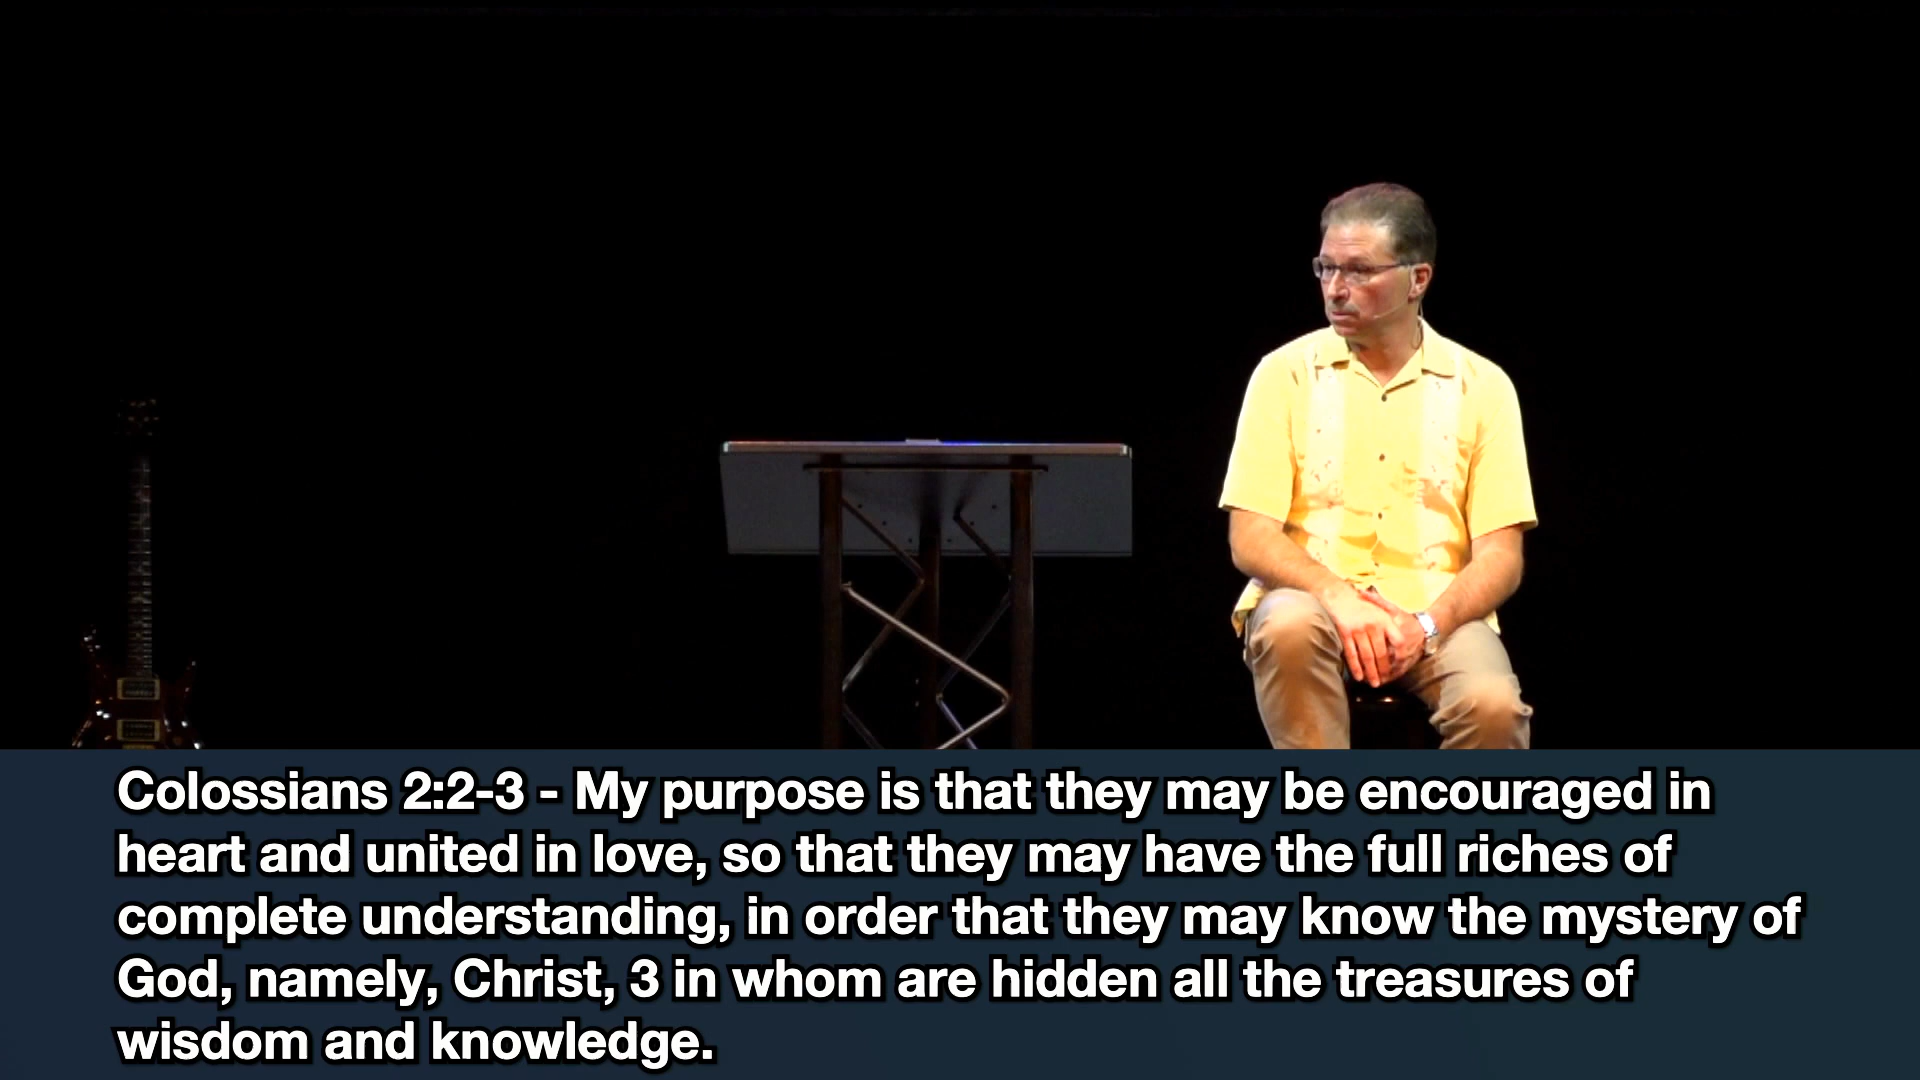 Colossians 2:2-3 - My purpose is that they may be encouraged in
heart and united in love, so that they may have the full riches of
complete understanding, in order that they may know the mystery of
God, namely, Christ, 3 in whom are hidden all the treasures of
wisdom and knowledge.